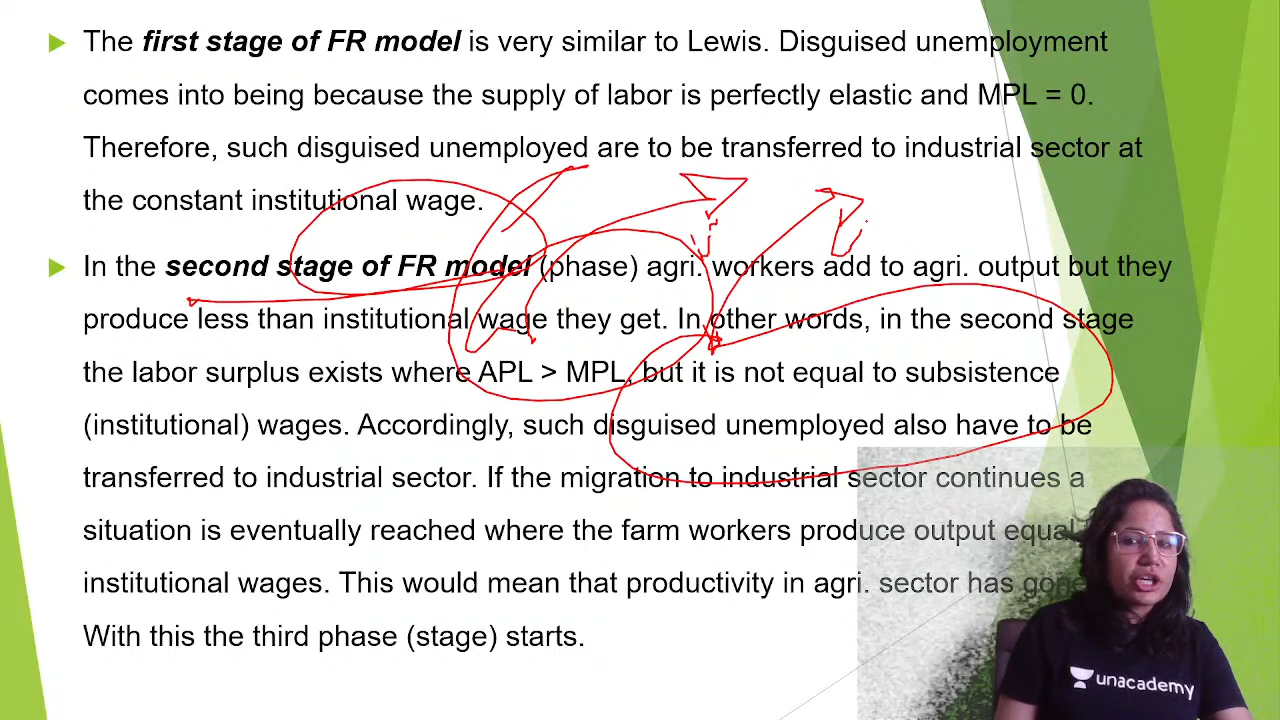 The first stage of FR model is very similar to Lewis. Disguised unemployment
comes into being because the supply of labor is perfectly elastic and MPL = 0.
Therefore, such disguised unemployed are to be transferred to industrial sector at
the constant institutional wage.
In the second stage of FR model (phase) agri. workers add to agri. output but they
produce less than institutional wage they get. In other words, in the second stage
the labor surplus exists where APL > MPL, but it is not equal to subsistence
(institutional) wages. Accordingly, such disguised unemployed also have to be
transferred to industrial sector. If the migration to industrial sector continues a
situation is eventually reached where the farm workers produce output equal
institutional wages. This would mean that productivity in agri. sector has gone
With this the third phase (stage) starts.
unacademy